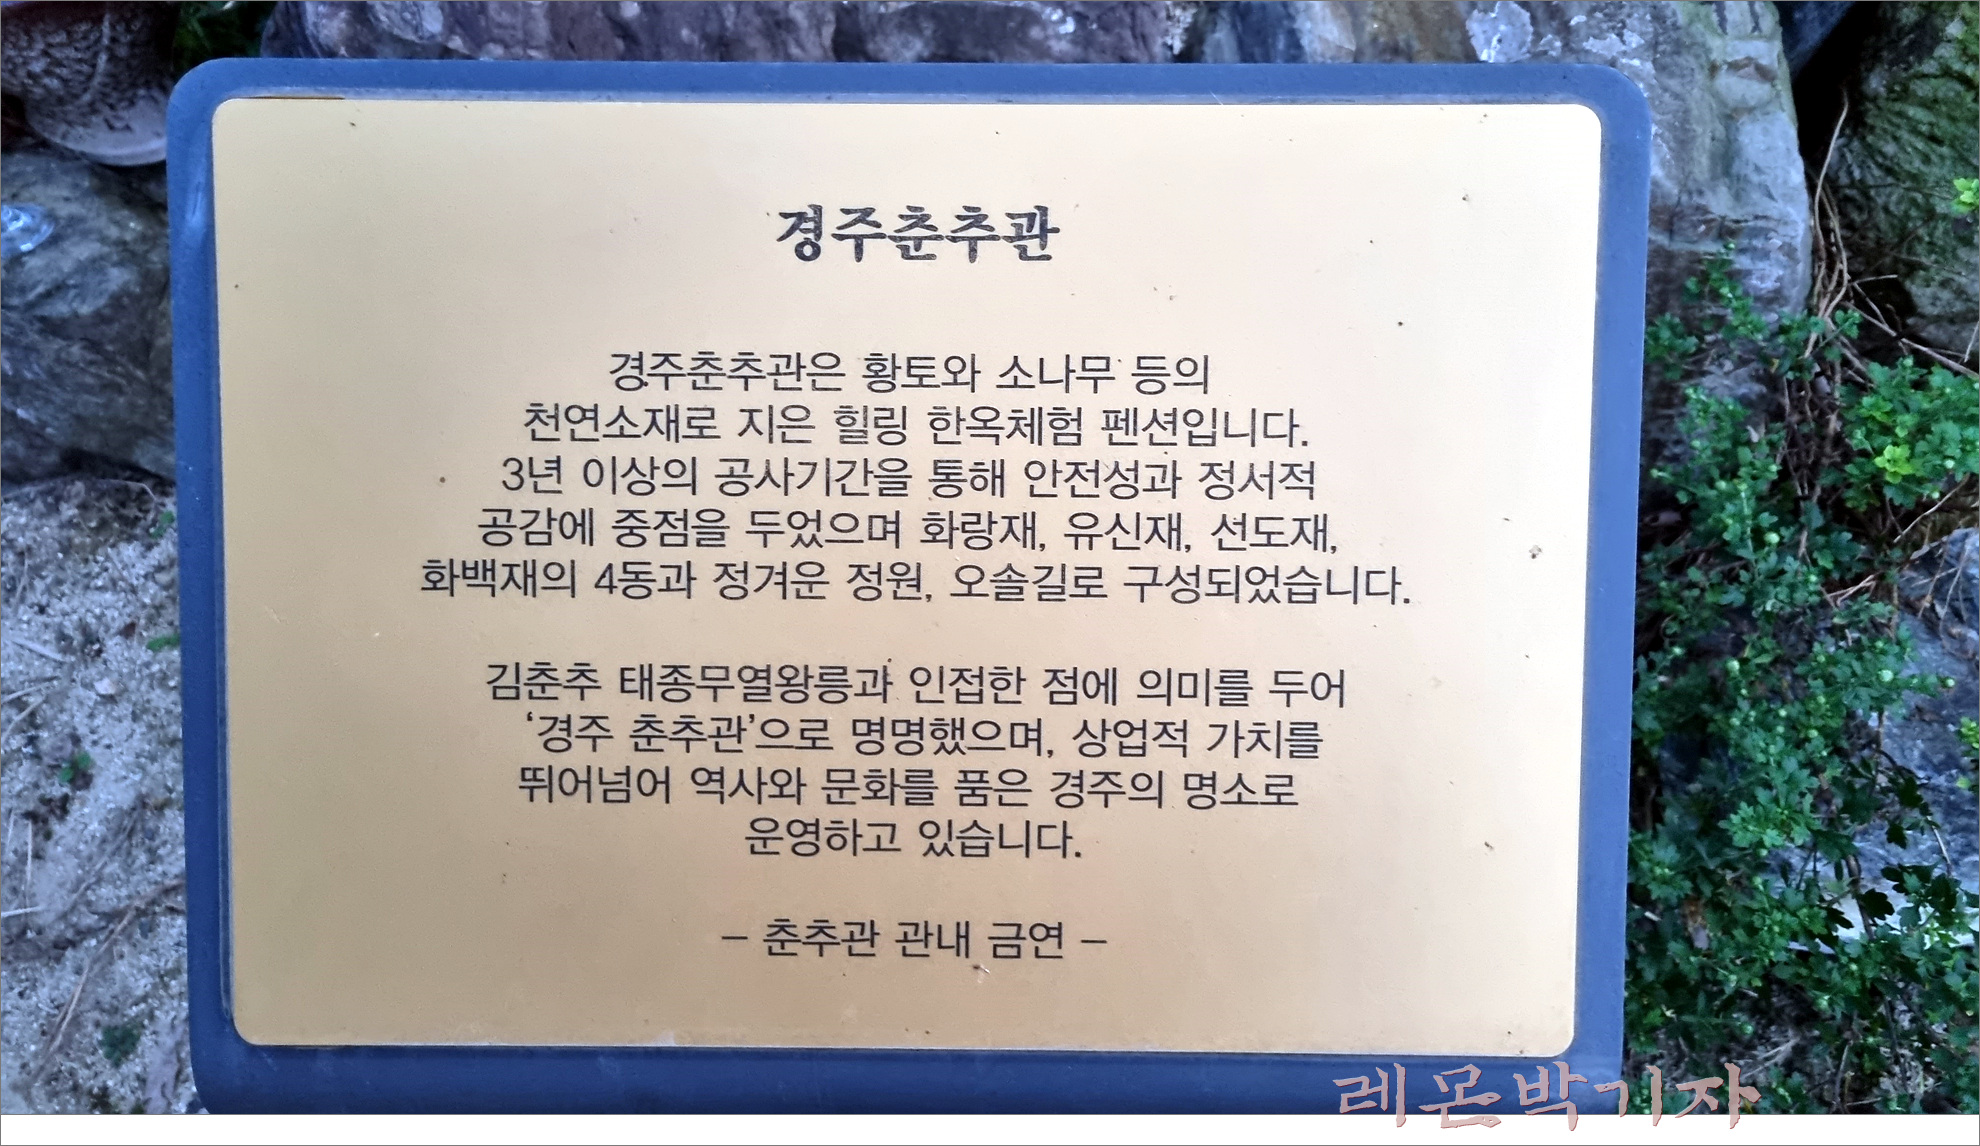 경주춘추관
경주춘추관은 황토와 소나무 등의
천연소재로 지은 힐링 한옥체험 펜션입니다.
3년 이상의 공사기간을 통해 안전성과 정서적
공감에 중점을 두었으며 화랑재, 유신재, 선도재,
화백재의 4동과 정겨운 정원, 오솔길로 구성되었습니다.
김춘추 태종무열왕릉과 인접한 점에 의미를 두어
‘경주 춘추관’으로 명명했으며, 상업적 가치를
뛰어넘어 역사와 문화를 품은 경주의 명소로
운영하고 있습니다.
– 춘추관 관내 금연 –
레몬박기자